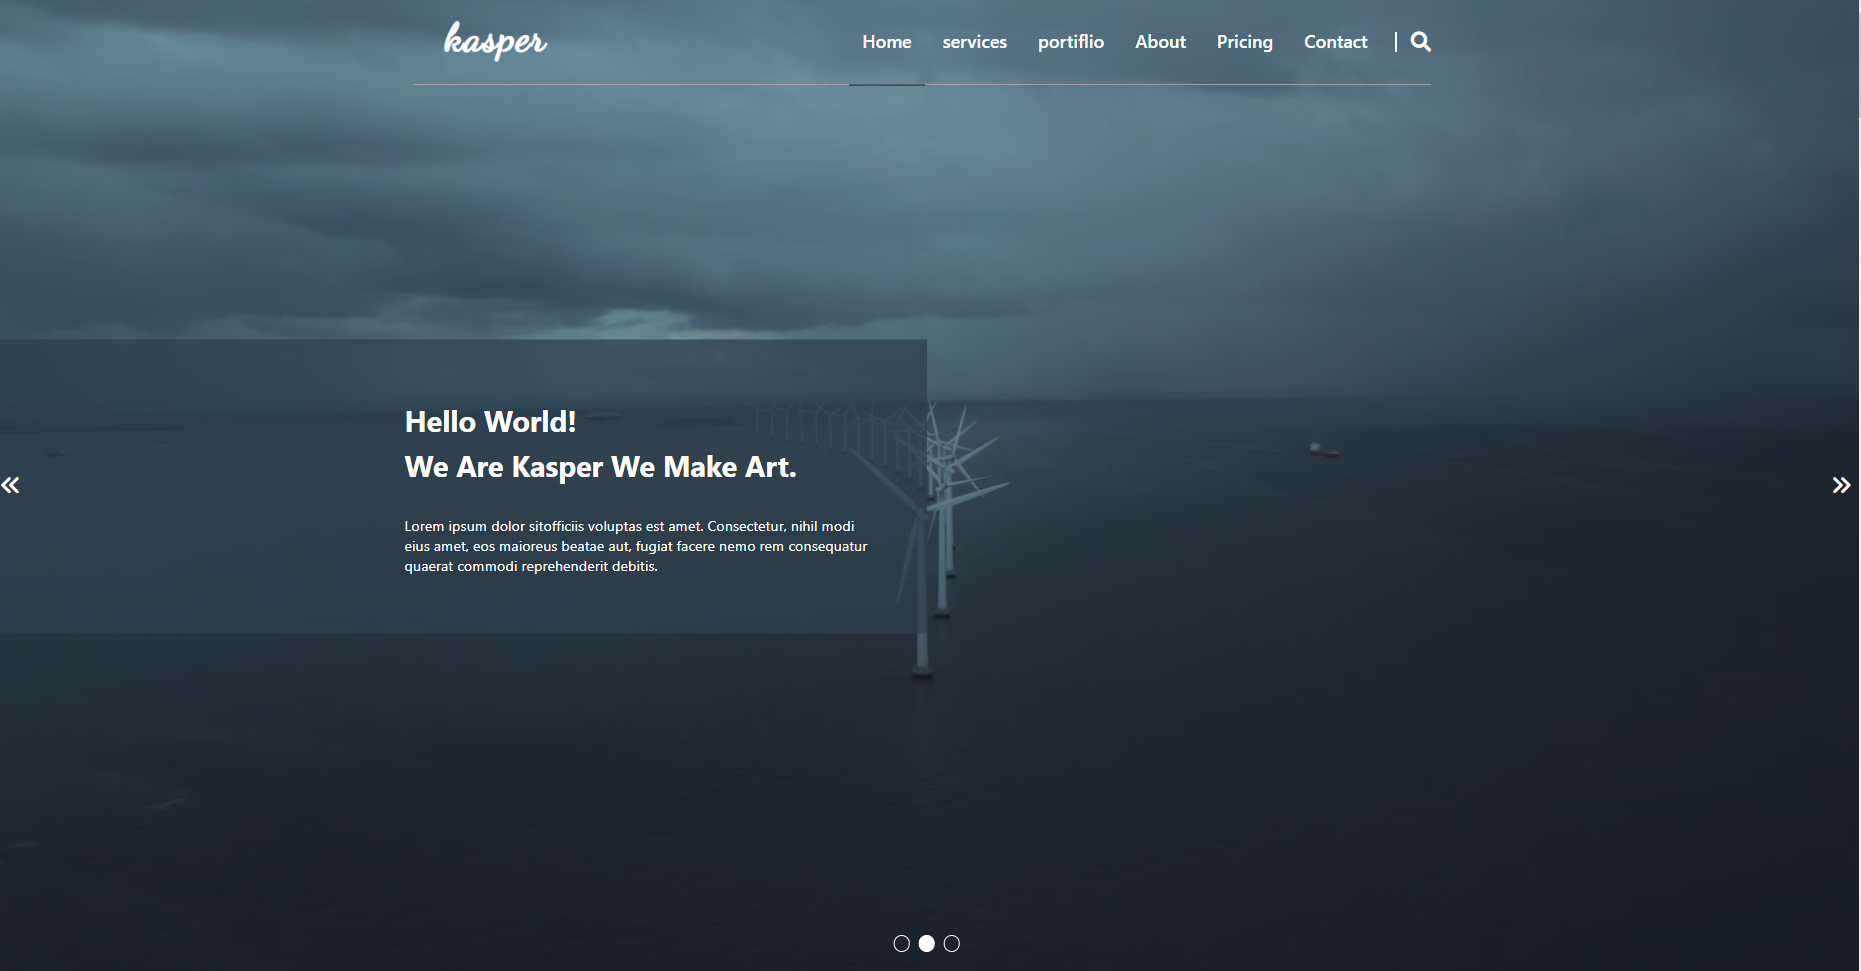 kasper
Home services portiflio About Pricing Contact
Hello World!
We Are Kasper We Make Art.
Lorem ipsum dolor sitofficiis voluptas est amet. Consectetur, nihil modi
eius amet, eos maioreus beatae aut, fugiat facere nemo rem consequatur
quaerat commodi reprehenderit debitis.